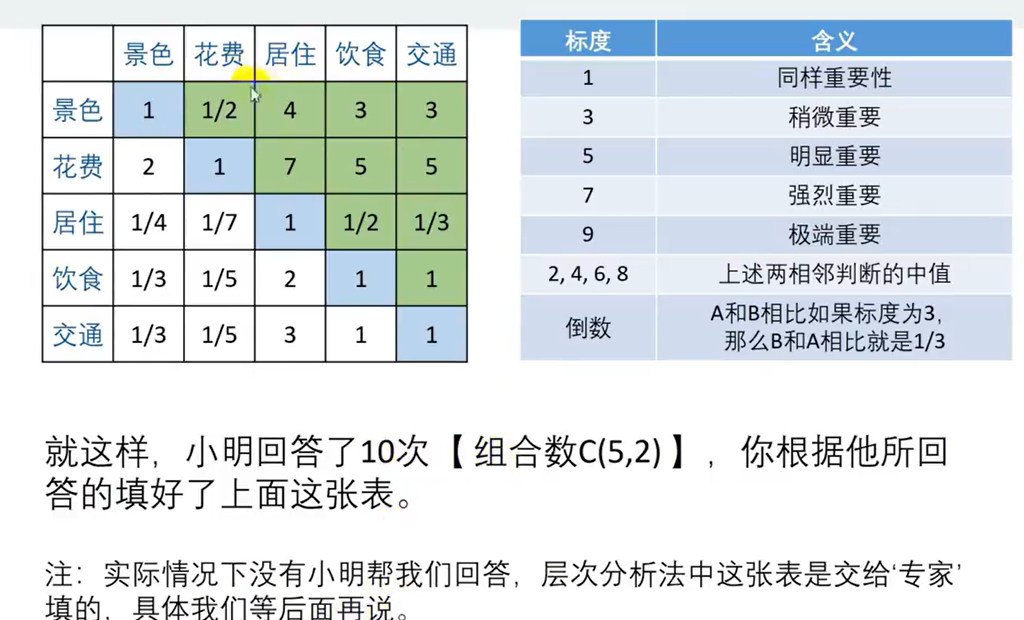 景色 花费 居住 饮食 交通
景色 1 1/2 4 3 3
花费 2 1 7 5 5
居住 1/4 1/7 1 1/2 1/3
饮食 1/3 1/5 2 1 1
交通 1/3 1/5 3 1 1
标度 含义
1 同样重要性
3 稍微重要
5 明显重要
7 强烈重要
9 极端重要
2, 4, 6, 8 上述两相邻判断的中值
倒数 A和B相比如果标度为3,
那么B和A相比就是1/3
就这样，小明回答了10次【组合数C(5,2)】，你根据他所回
答的填好了上面这张表。
注：实际情况下没有小明帮我们回答，层次分析法中这张表是交给‘专家’
填的，具体我们等后面再说。